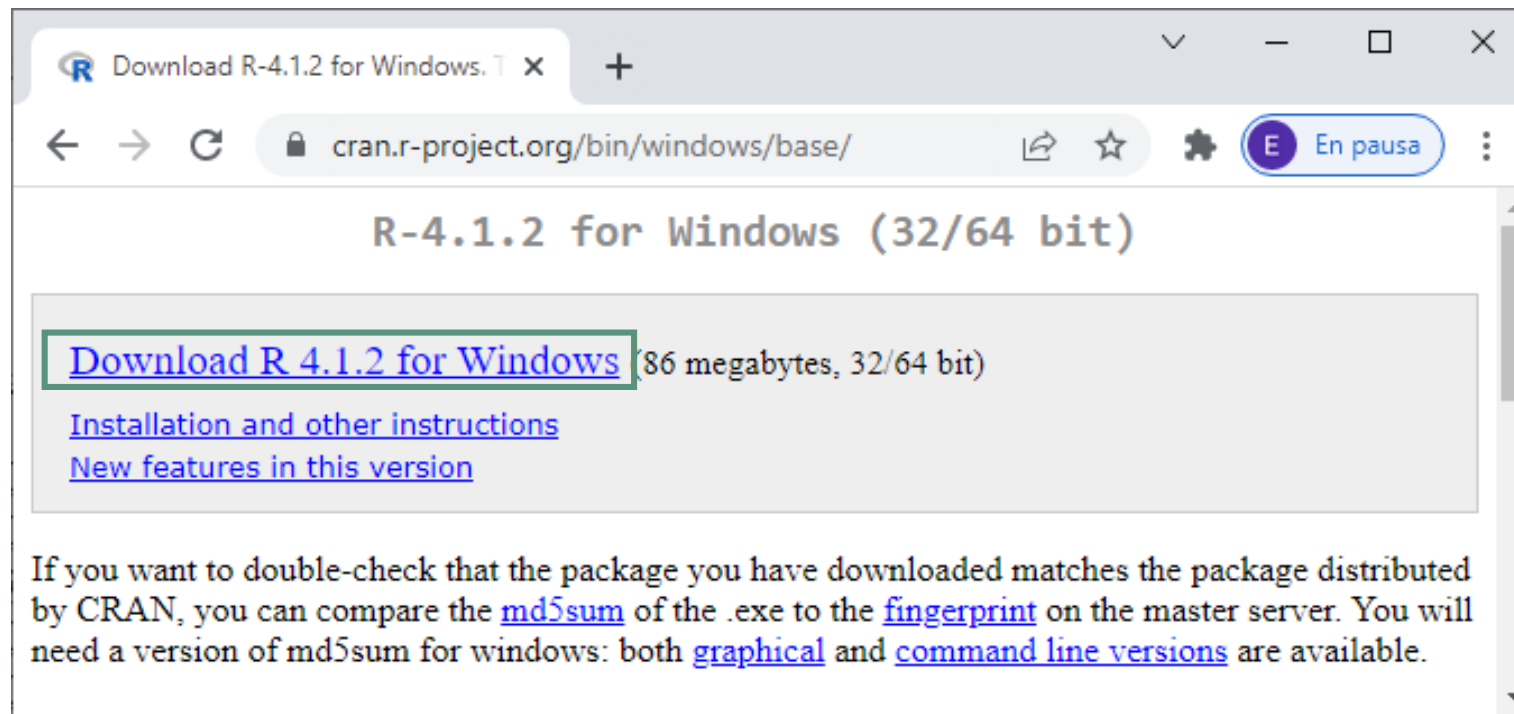 Download R-4.1.2 for Windows. T
cran.r-project.org/bin/windows/base/
E
En pausa
R-4.1.2 for Windows (32/64 bit)
Download R 4.1.2 for Windows (86 megabytes, 32/64 bit)
Installation and other instructions
New features in this version
If you want to double-check that the package you have downloaded matches the package distributed
by CRAN, you can compare the md5sum of the .exe to the fingerprint on the master server. You will
need a version of md5sum for windows: both graphical and command line versions are available.